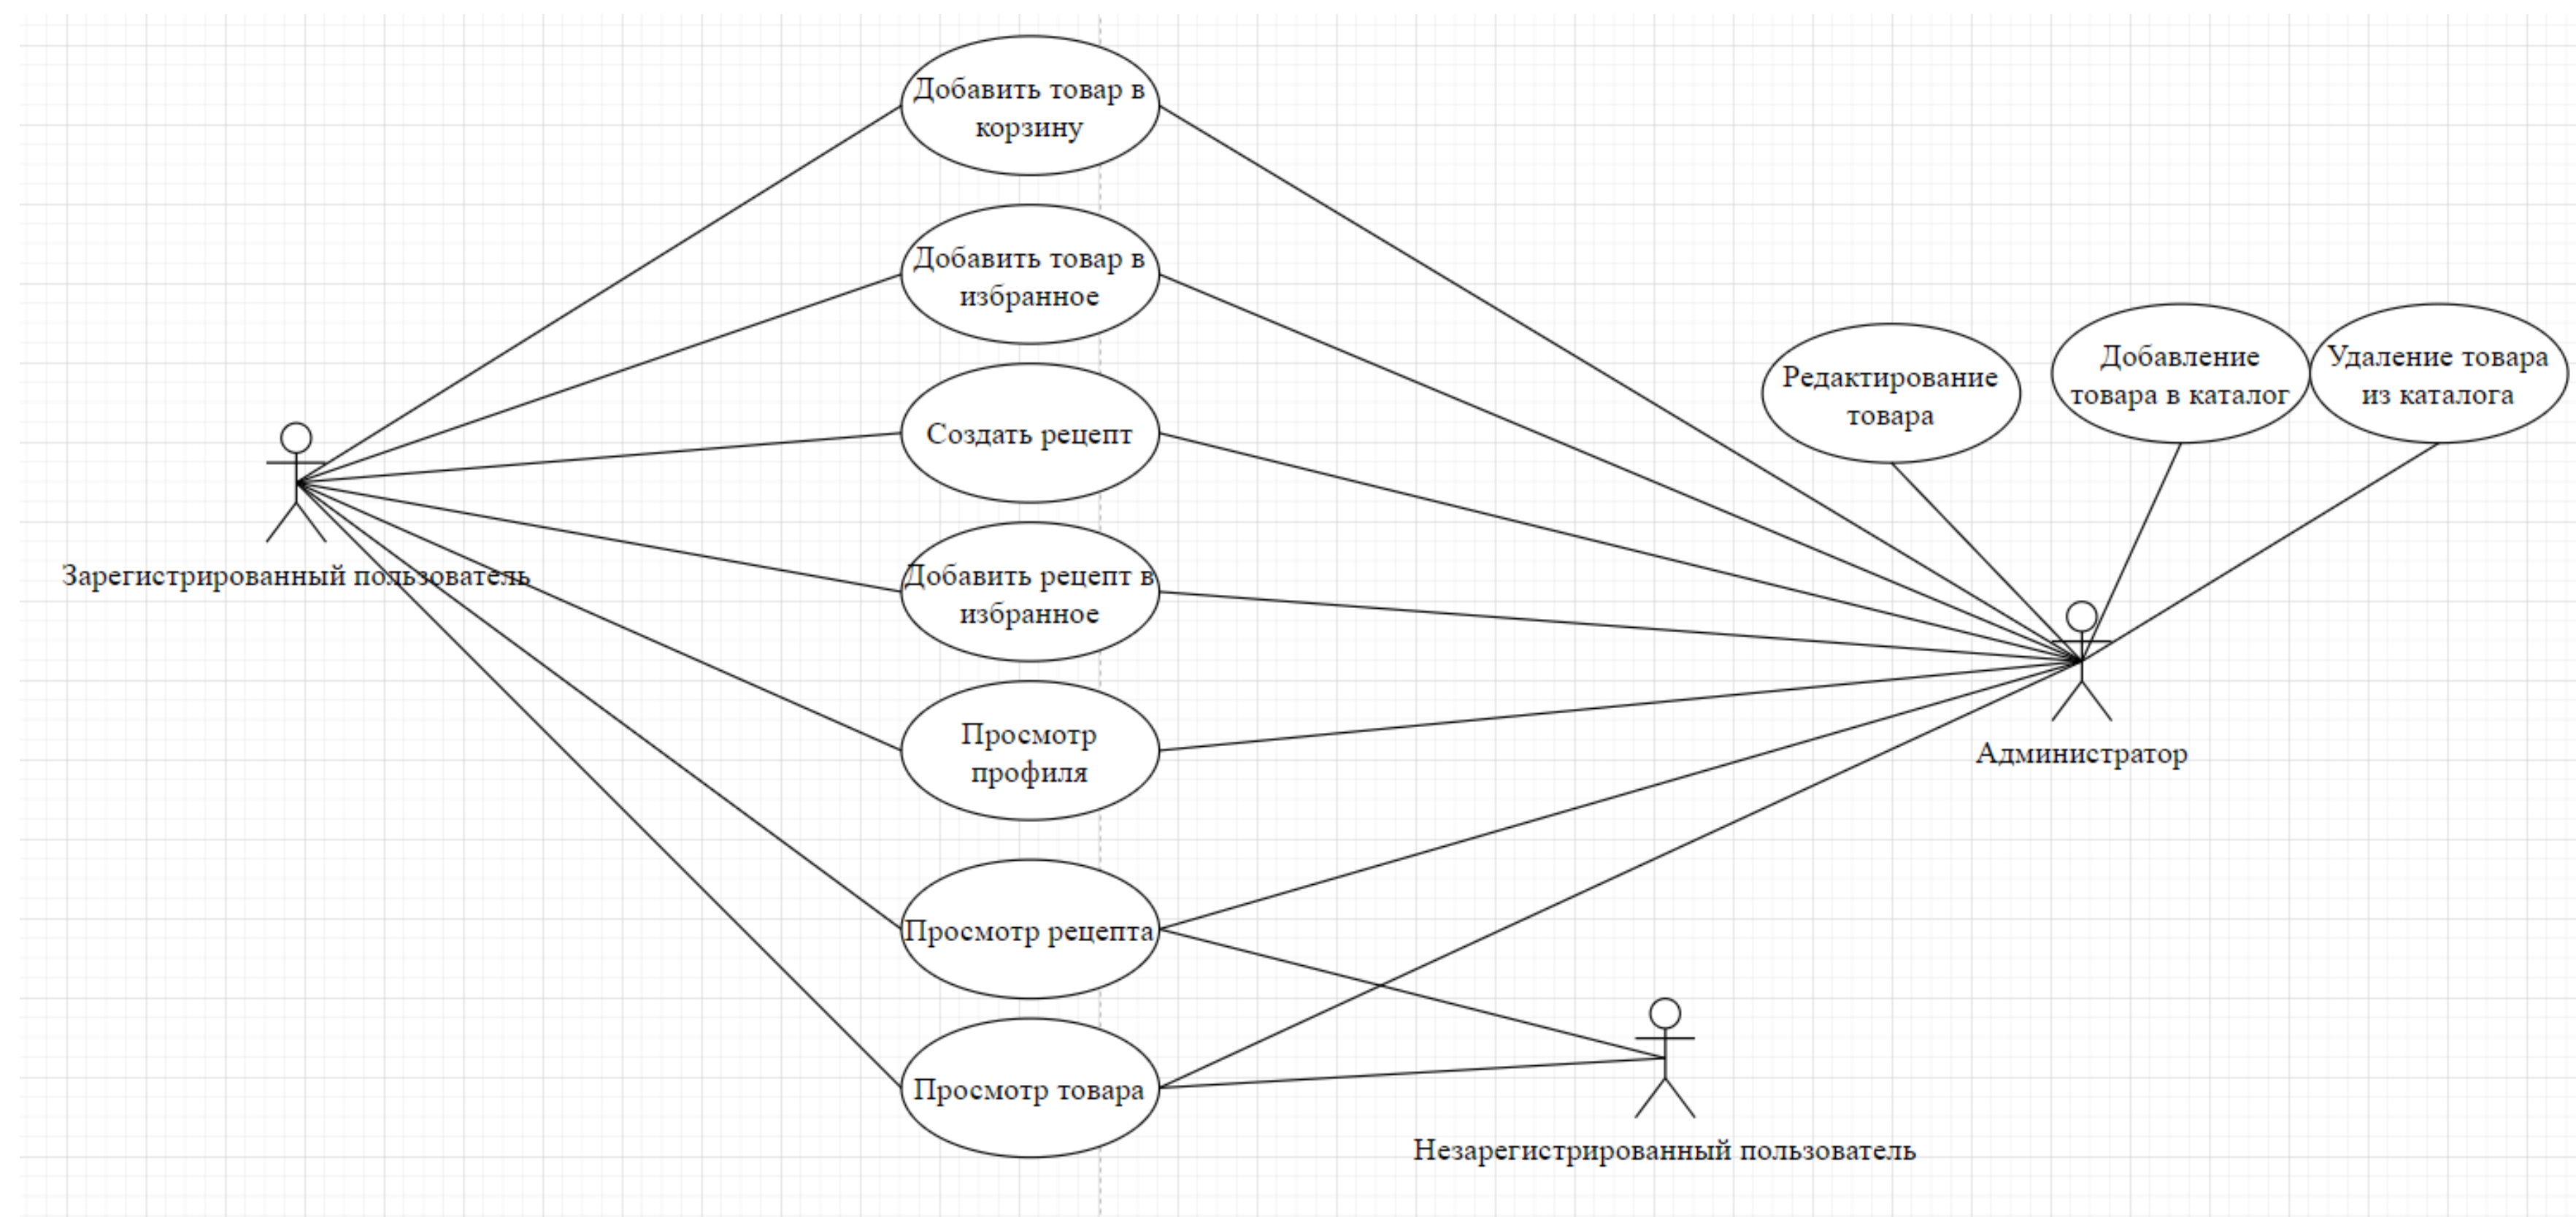 Добавить товар в
корзину
Добавить товар в
избранное
Создать рецепт
Добавить рецепт в
избранное
Просмотр
профиля
Просмотр рецепта
Просмотр товара
Зарегистрированный пользователь
Редактирование
товара
Добавление
товара в каталог
Удаление товара
из каталога
Администратор
Незарегистрированный пользователь